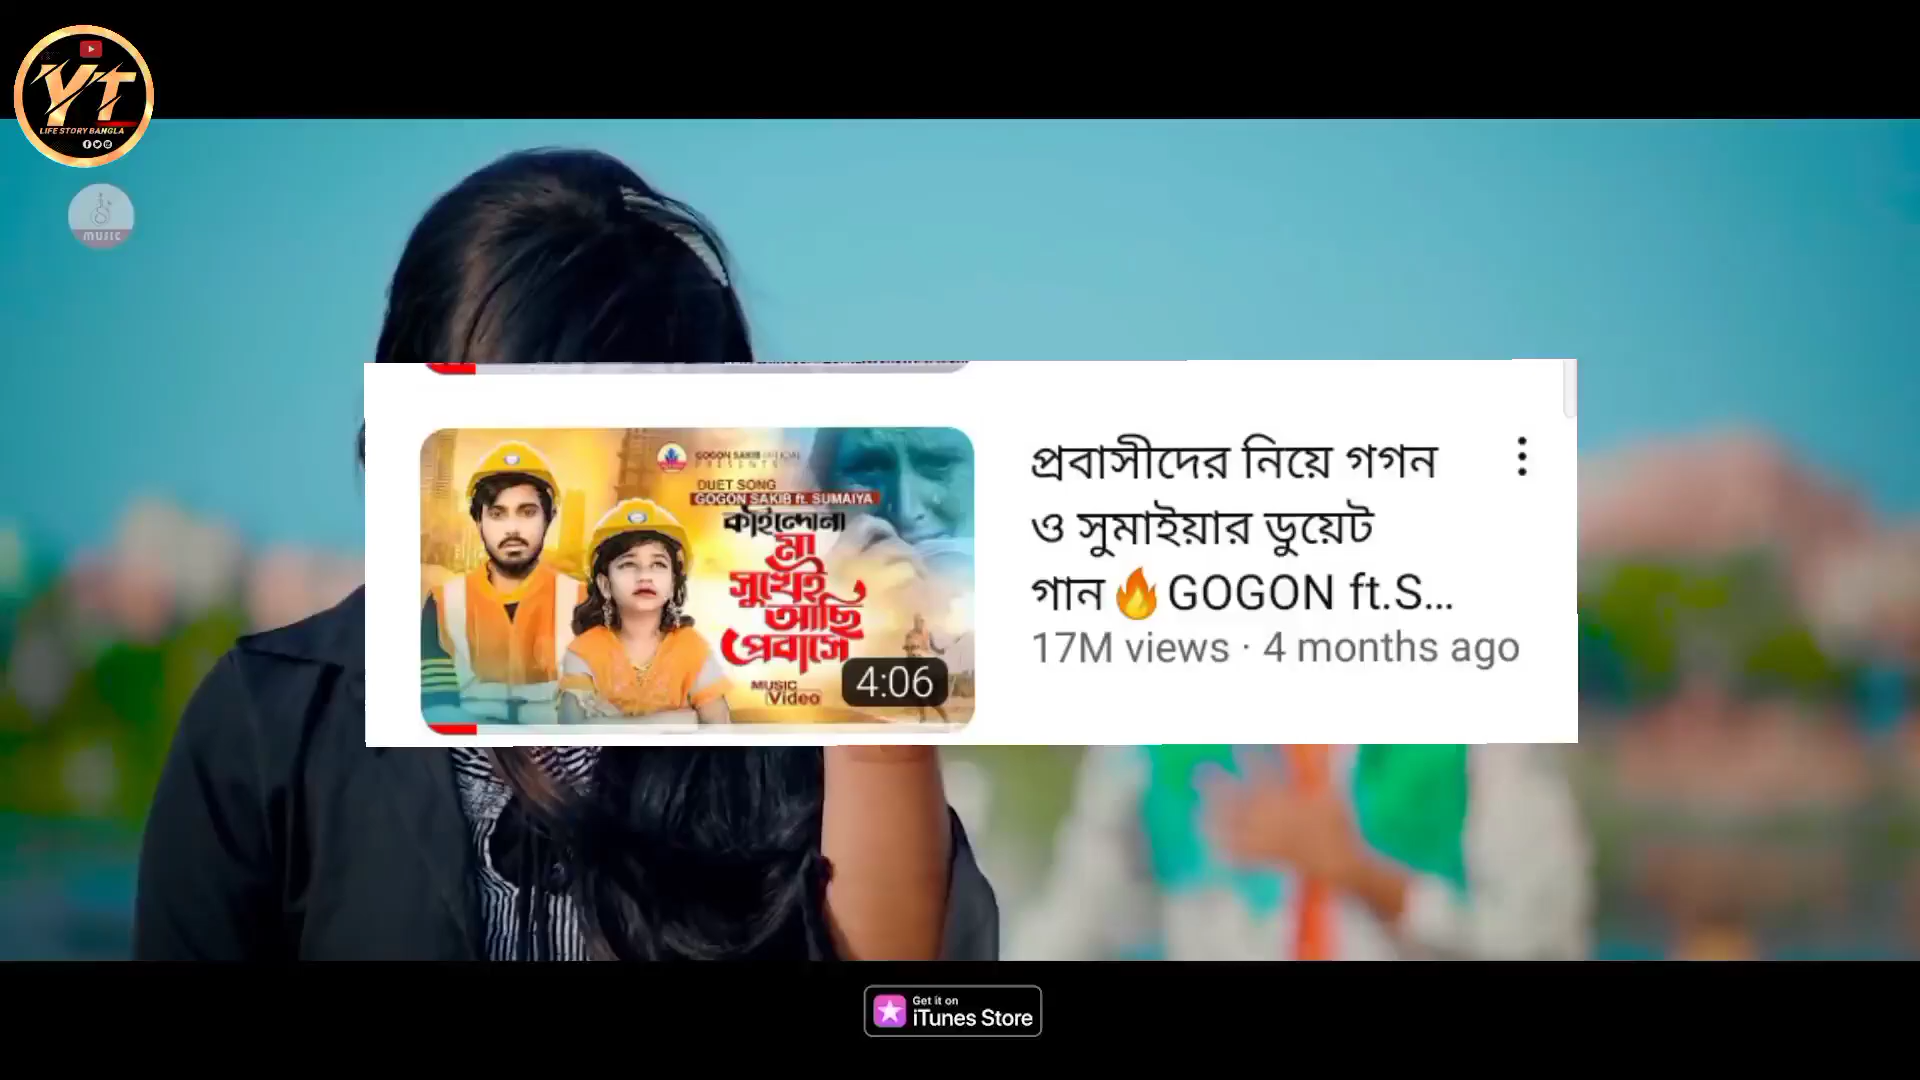 YT
LIFE STORY BANGLA
MUSIC
GOGON SAKIB OFFICIAL
PRESENTS
DUET SONG
GOGON SAKIB ft. SUMAIYA
কাইন্দোনা
মা
সুখেই
আছি
প্রবাসে
MUSIC
Video
4:06
প্রবাসীদের নিয়ে গগন
ও সুমাইয়ার ডুয়েট
গান🔥GOGON ft.S...
17M views · 4 months ago
Get it on
iTunes Store